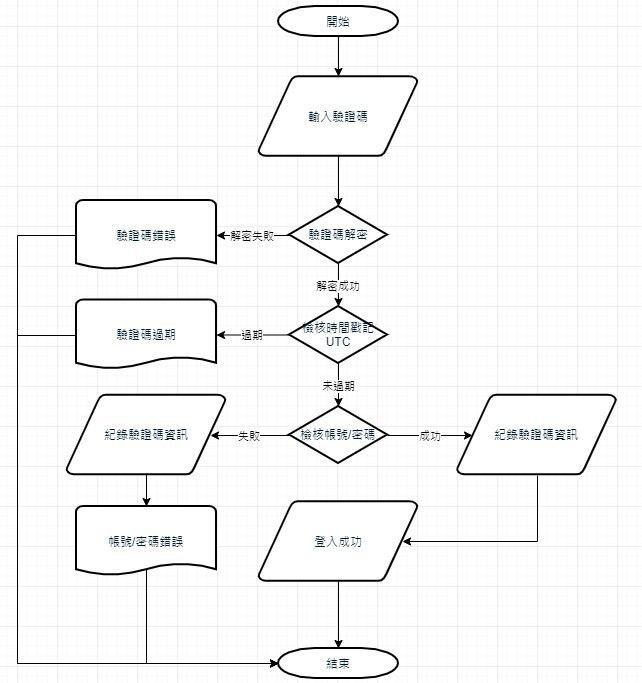 開始
輸入驗證碼
驗證碼錯誤
解密失敗
驗證碼解密
解密成功
驗證碼過期
過期
檢核時間戳記
UTC
未過期
紀錄驗證碼資訊
失敗
檢核帳號/密碼
成功
紀錄驗證碼資訊
帳號/密碼錯誤
登入成功
結束